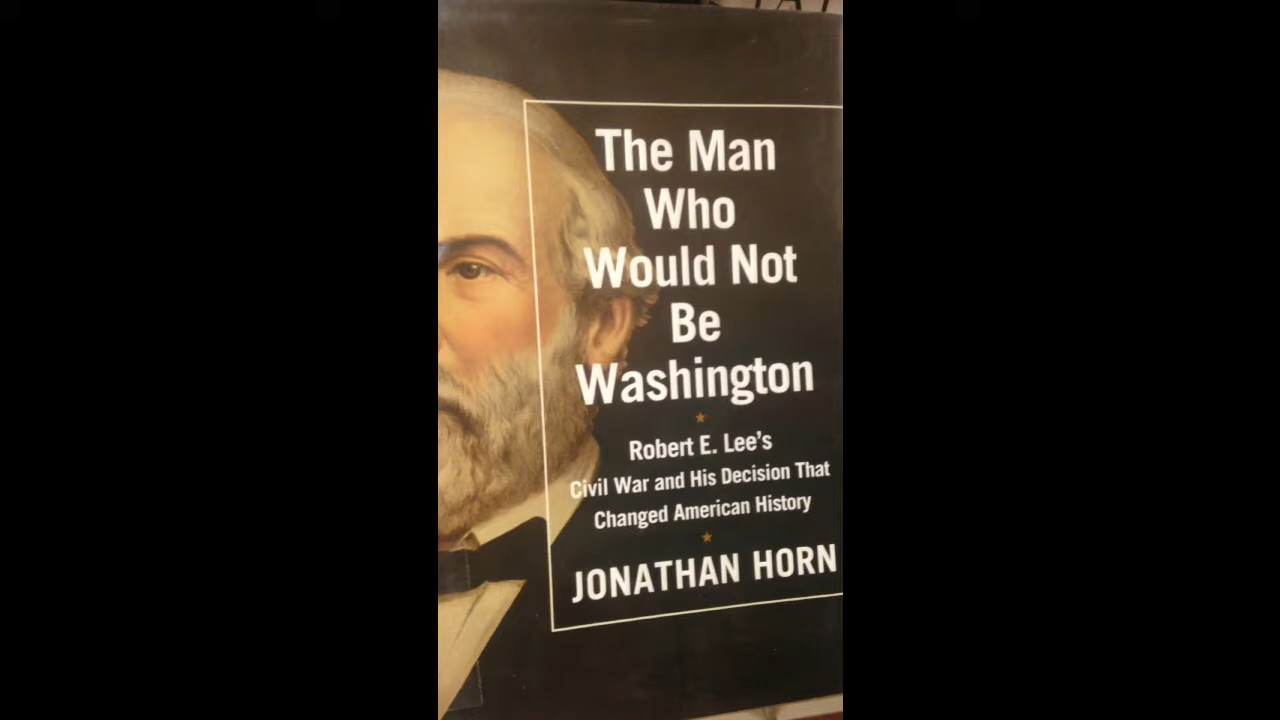 The Man
Who
Would Not
Be
Washington
Robert E. Lee's
Civil War and His Decision That
Changed American History
JONATHAN HORN